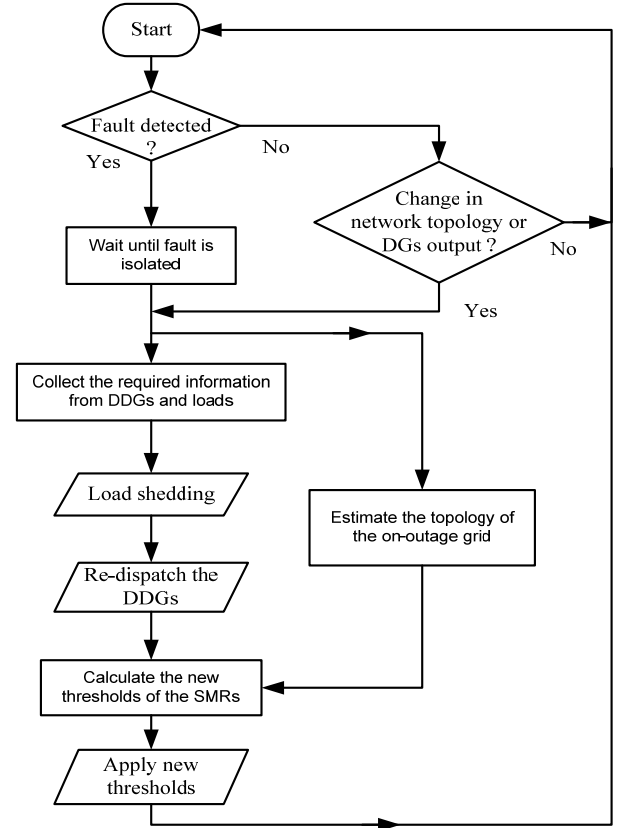 Start
Fault detected
?
Yes
No
Change in
network topology or
DGs output ?
No
Yes
Wait until fault is
isolated
Collect the required information
from DDGs and loads
Load shedding
Estimate the topology of
the on-outage grid
Re-dispatch the
DDGs
Calculate the new
thresholds of the SMRs
Apply new
thresholds